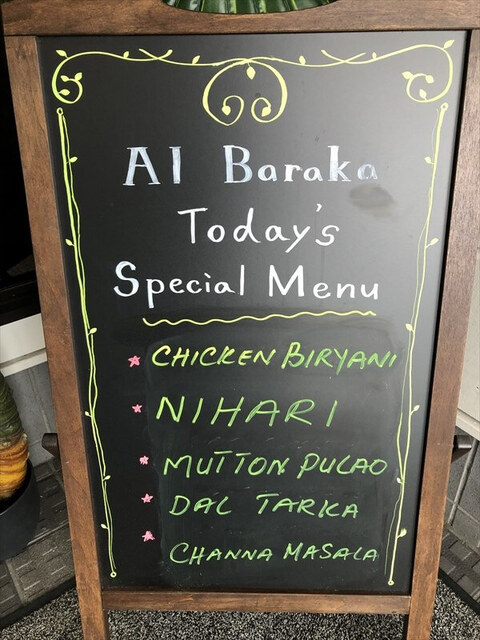 Al Baraka
Today's
Special Menu
CHICKEN BIRYANI
NIHARI
MUTTON PULAO
DAL TARKA
CHANNA MASALA